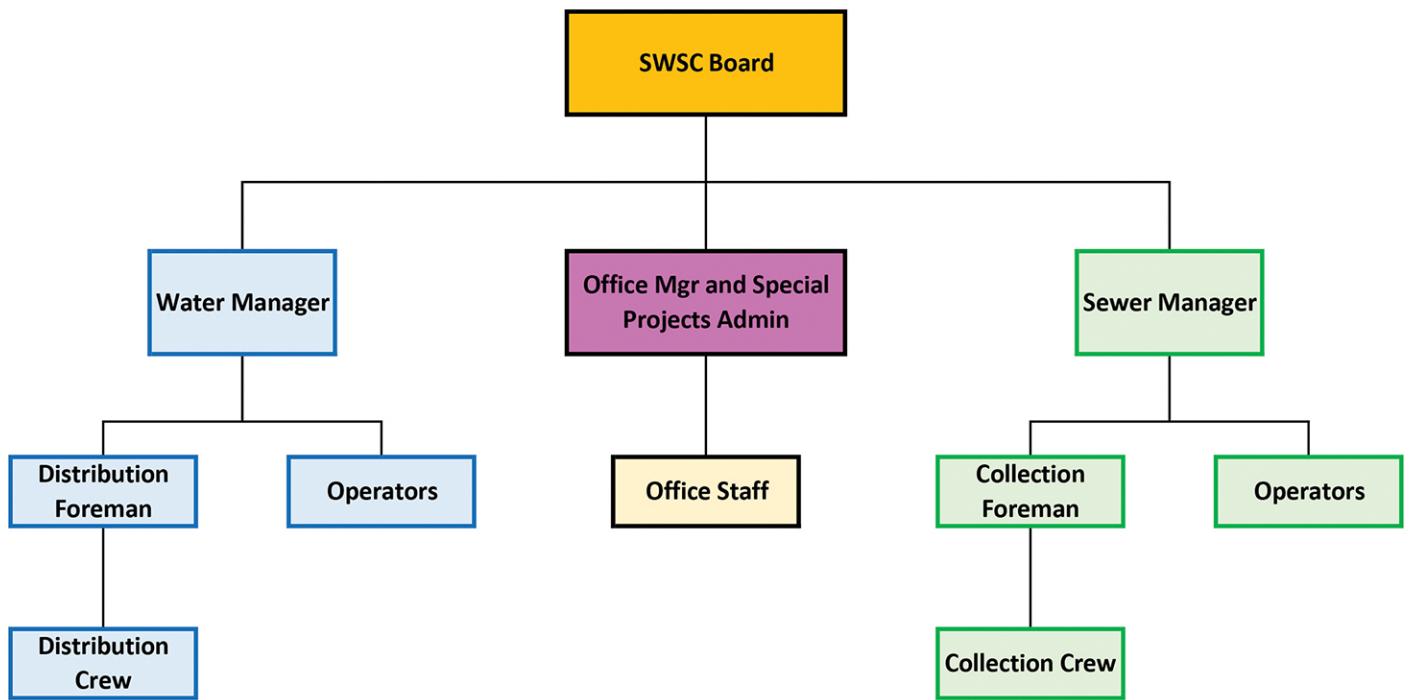 SWSC Board
Water Manager
Office Mgr and Special
Projects Admin
Sewer Manager
Distribution
Foreman
Operators
Office Staff
Collection
Foreman
Operators
Distribution
Crew
Collection Crew